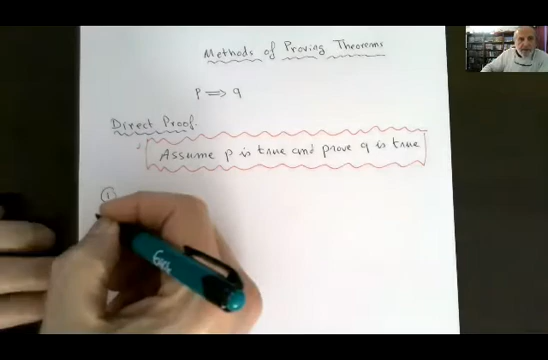 Methods of Proving Theorems
p ⟹ q
Direct Proof.
Assume p is true and prove q is true
①